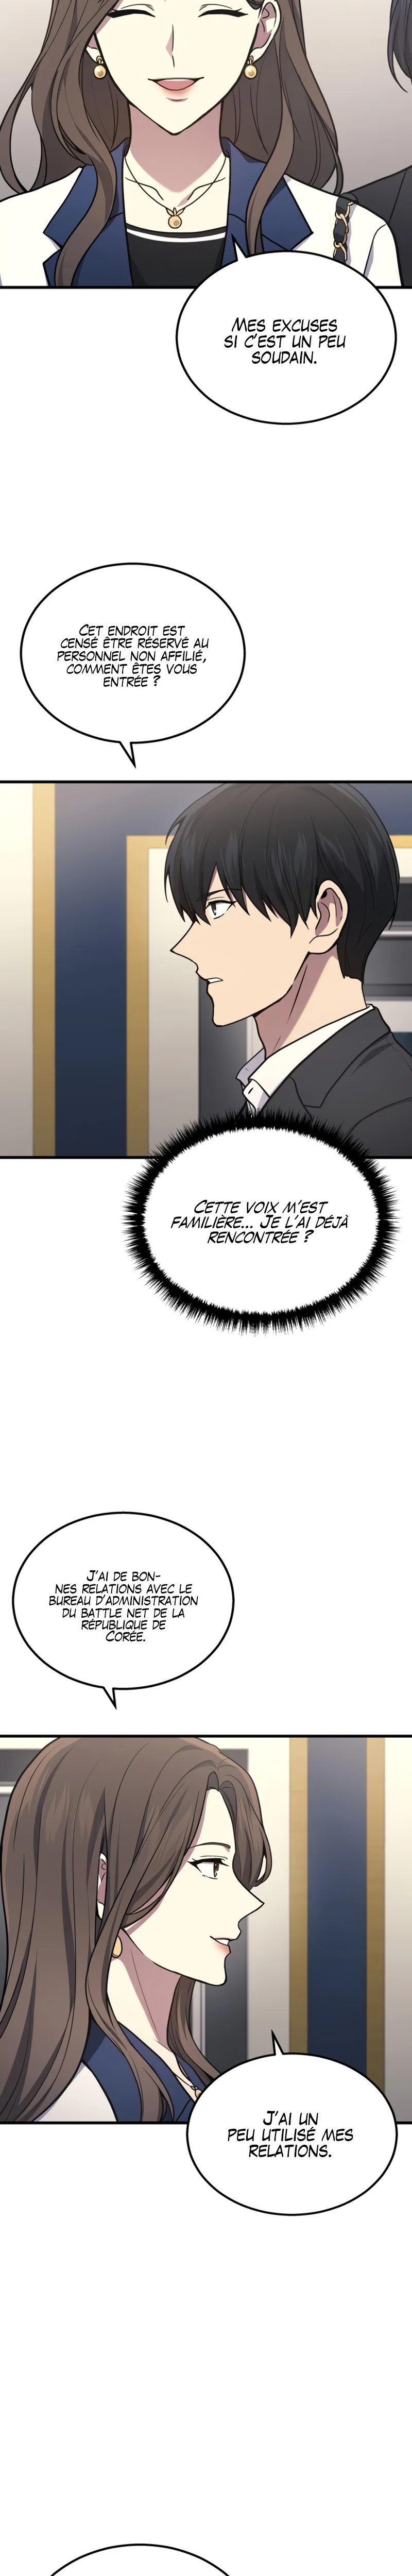 Mes excuses
si c'est un peu
soudain.
Cet endroit est
censé être réservé au
personnel non affilié,
comment êtes vous
entrée ?
Cette voix m'est
familière... Je l'ai déjà
rencontrée ?
J'ai de bon-
nes relations avec le
bureau d'administration
du battle net de la
république de
Corée.
J'ai un
peu utilisé mes
relations.